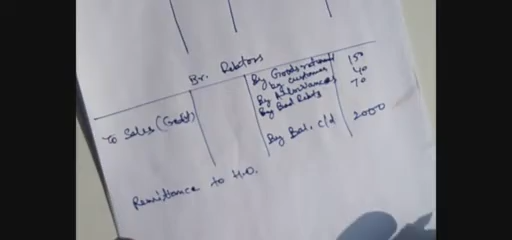 Br. Debtors
To Sales (Credit)
By Goods returned 150
by customer
By Allowances 40
By Bad Debts 70
By Bal. c/d 2000
Remittance to H.O.